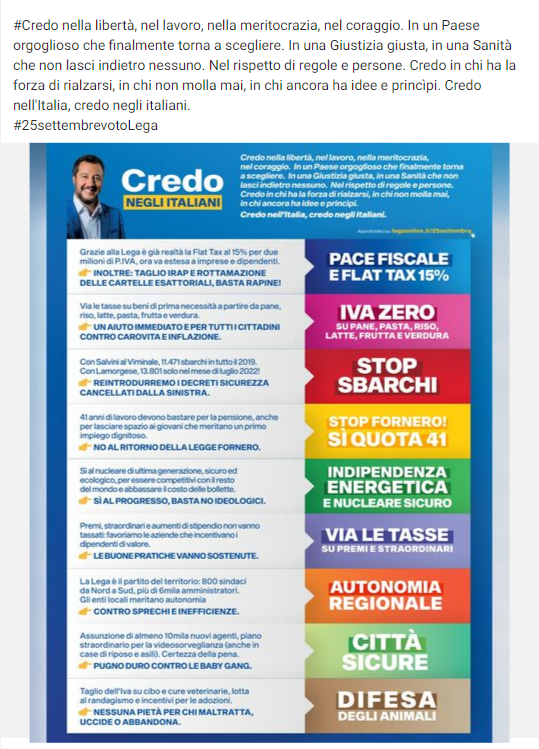 #Credo nella libertà, nel lavoro, nella meritocrazia, nel coraggio. In un Paese
orgoglioso che finalmente torna a scegliere. In una Giustizia giusta, in una Sanità
che non lasci indietro nessuno. Nel rispetto di regole e persone. Credo in chi ha la
forza di rialzarsi, in chi non molla mai, in chi ancora ha idee e princìpi. Credo
nell'Italia, credo negli italiani.
#25settembrevotoLega
Credo
NEGLI ITALIANI
Credo nella libertà, nel lavoro, nella meritocrazia,
nel coraggio. In un Paese orgoglioso che finalmente torna
a scegliere. In una Giustizia giusta, in una Sanità che non
lasci indietro nessuno. Nel rispetto di regole e persone.
Credo in chi ha la forza di rialzarsi, in chi non molla mai,
in chi ancora ha idee e principi.
Credo nell'Italia, credo negli italiani.
Approfondisci su legaonline.it/25settembre
Grazie alla Lega è già realtà la Flat Tax al 15% per due
milioni di P.IVA, ora va estesa a imprese e dipendenti.
👉 INOLTRE: TAGLIO IRAP E ROTTAMAZIONE
DELLE CARTELLE ESATTORIALI, BASTA RAPINE!
PACE FISCALE
E FLAT TAX 15%
Via le tasse su beni di prima necessità a partire da pane,
riso, latte, pasta, frutta e verdura.
👉 UN AIUTO IMMEDIATO E PER TUTTI I CITTADINI
CONTRO CAROVITA E INFLAZIONE.
IVA ZERO
SU PANE, PASTA, RISO,
LATTE, FRUTTA E VERDURA
Con Salvini al Viminale, 11.471 sbarchi in tutto il 2019.
Con Lamorgese, 13.801 solo nel mese di luglio 2022!
👉 REINTRODURREMO I DECRETI SICUREZZA
CANCELLATI DALLA SINISTRA.
STOP
SBARCHI
41 anni di lavoro devono bastare per la pensione, anche
per lasciare spazio ai giovani che meritano un primo
impiego dignitoso.
👉 NO AL RITORNO DELLA LEGGE FORNERO.
STOP FORNERO!
SÌ QUOTA 41
Sì al nucleare di ultima generazione, sicuro ed
ecologico, per essere competitivi con il resto
del mondo e abbassare il costo delle bollette.
👉 SÌ AL PROGRESSO, BASTA NO IDEOLOGICI.
INDIPENDENZA
ENERGETICA
E NUCLEARE SICURO
Premi, straordinari e aumenti di stipendio non vanno
tassati: favoriamo le aziende che incentivano i
dipendenti di valore.
👉 LE BUONE PRATICHE VANNO SOSTENUTE.
VIA LE TASSE
SU PREMI E STRAORDINARI
La Lega è il partito del territorio: 800 sindaci
da Nord a Sud, più di 6mila amministratori.
Gli enti locali meritano autonomia
👉 CONTRO SPRECHI E INEFFICIENZE.
AUTONOMIA
REGIONALE
Assunzione di almeno 10mila nuovi agenti, piano
straordinario per la videosorveglianza (anche in
case di riposo e asili). Certezza della pena.
👉 PUGNO DURO CONTRO LE BABY GANG.
CITTÀ
SICURE
Taglio dell'Iva su cibo e cure veterinarie, lotta
al randagismo e incentivi per le adozioni.
👉 NESSUNA PIETÀ PER CHI MALTRATTA,
UCCIDE O ABBANDONA.
DIFESA
DEGLI ANIMALI